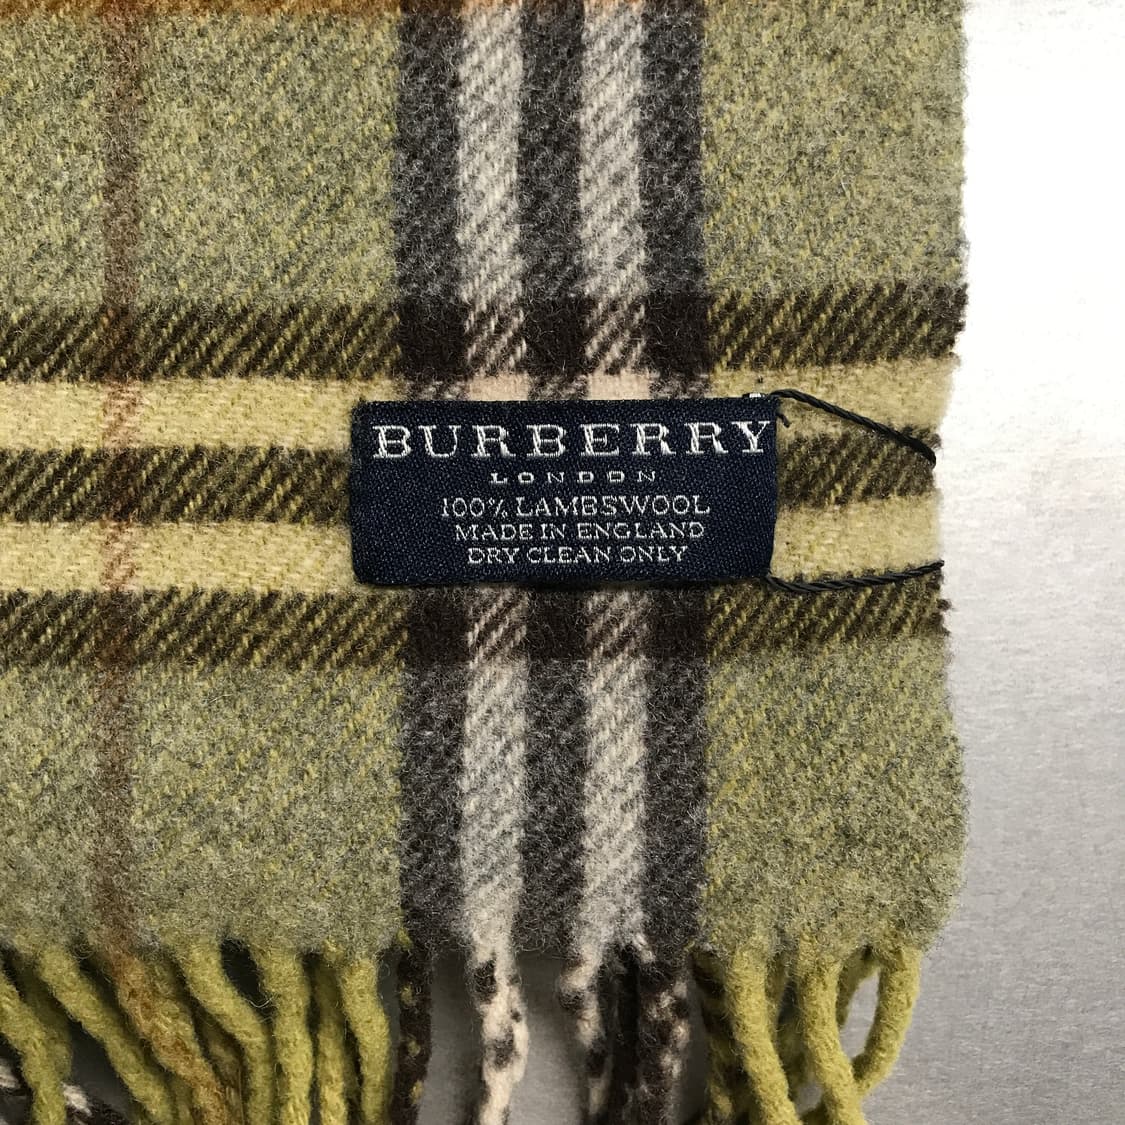 BURBERRY
LONDON
100% LAMBSWOOL
MADE IN ENGLAND
DRY CLEAN ONLY